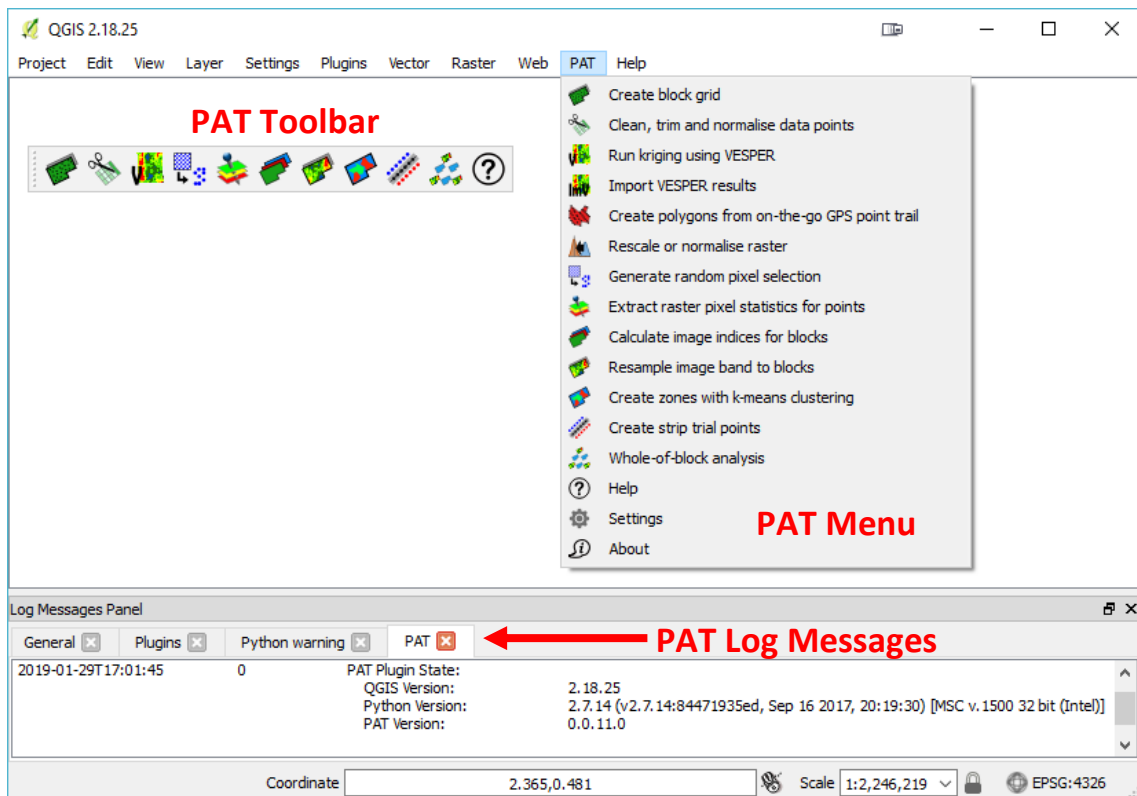 QGIS 2.18.25
Project Edit View Layer Settings Plugins Vector Raster Web PAT Help
PAT Toolbar
Create block grid
Clean, trim and normalise data points
Run kriging using VESPER
Import VESPER results
Create polygons from on-the-go GPS point trail
Rescale or normalise raster
Generate random pixel selection
Extract raster pixel statistics for points
Calculate image indices for blocks
Resample image band to blocks
Create zones with k-means clustering
Create strip trial points
Whole-of-block analysis
Help
Settings
About
PAT Menu
Log Messages Panel
General Plugins Python warning PAT
PAT Log Messages
2019-01-29T17:01:45 0 PAT Plugin State:
QGIS Version: 2.18.25
Python Version: 2.7.14 (v2.7.14:84471935ed, Sep 16 2017, 20:19:30) [MSC v.1500 32 bit (Intel)]
PAT Version: 0.0.11.0
Coordinate 2.365,0.481 Scale 1:2,246,219 EPSG:4326